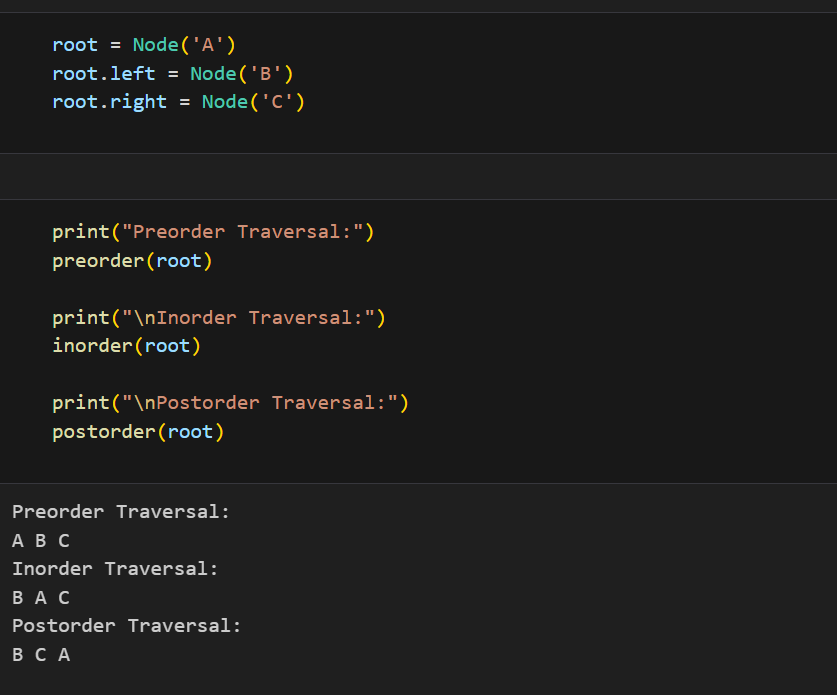 root = Node('A')
root.left = Node('B')
root.right = Node('C')
print("Preorder Traversal:")
preorder(root)
print("\nInorder Traversal:")
inorder(root)
print("\nPostorder Traversal:")
postorder(root)
Preorder Traversal:
A B C
Inorder Traversal:
B A C
Postorder Traversal:
B C A